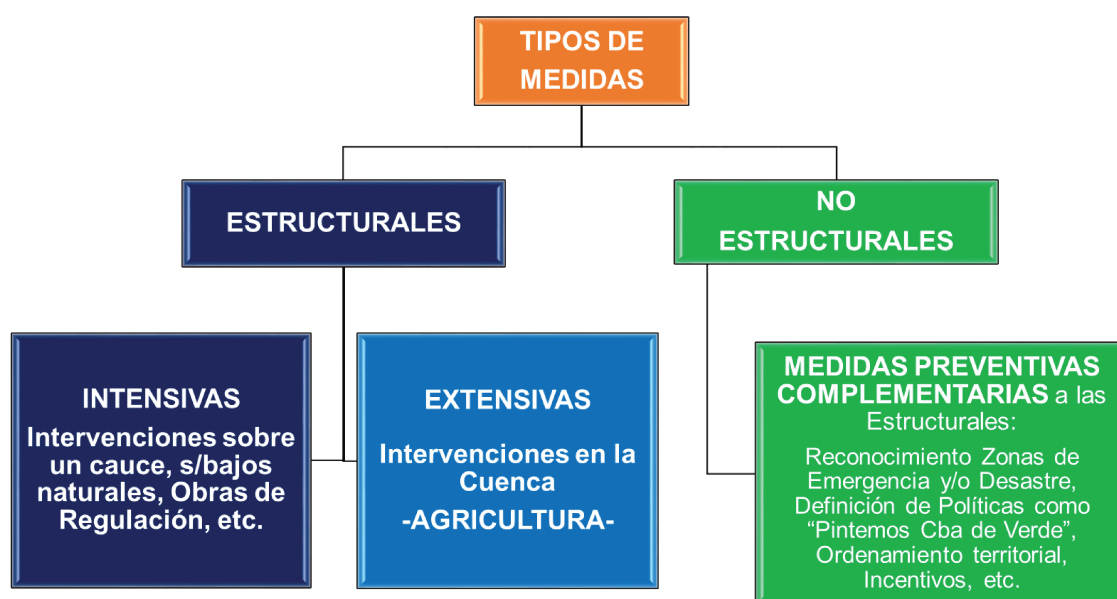 TIPOS DE
MEDIDAS
ESTRUCTURALES
NO
ESTRUCTURALES
INTENSIVAS
Intervenciones sobre
un cauce, s/bajos
naturales, Obras de
Regulación, etc.
EXTENSIVAS
Intervenciones en la
Cuenca
-AGRICULTURA-
MEDIDAS PREVENTIVAS
COMPLEMENTARIAS a las
Estructurales:
Reconocimiento Zonas de
Emergencia y/o Desastre,
Definición de Políticas como
“Pintemos Cba de Verde”,
Ordenamiento territorial,
Incentivos, etc.